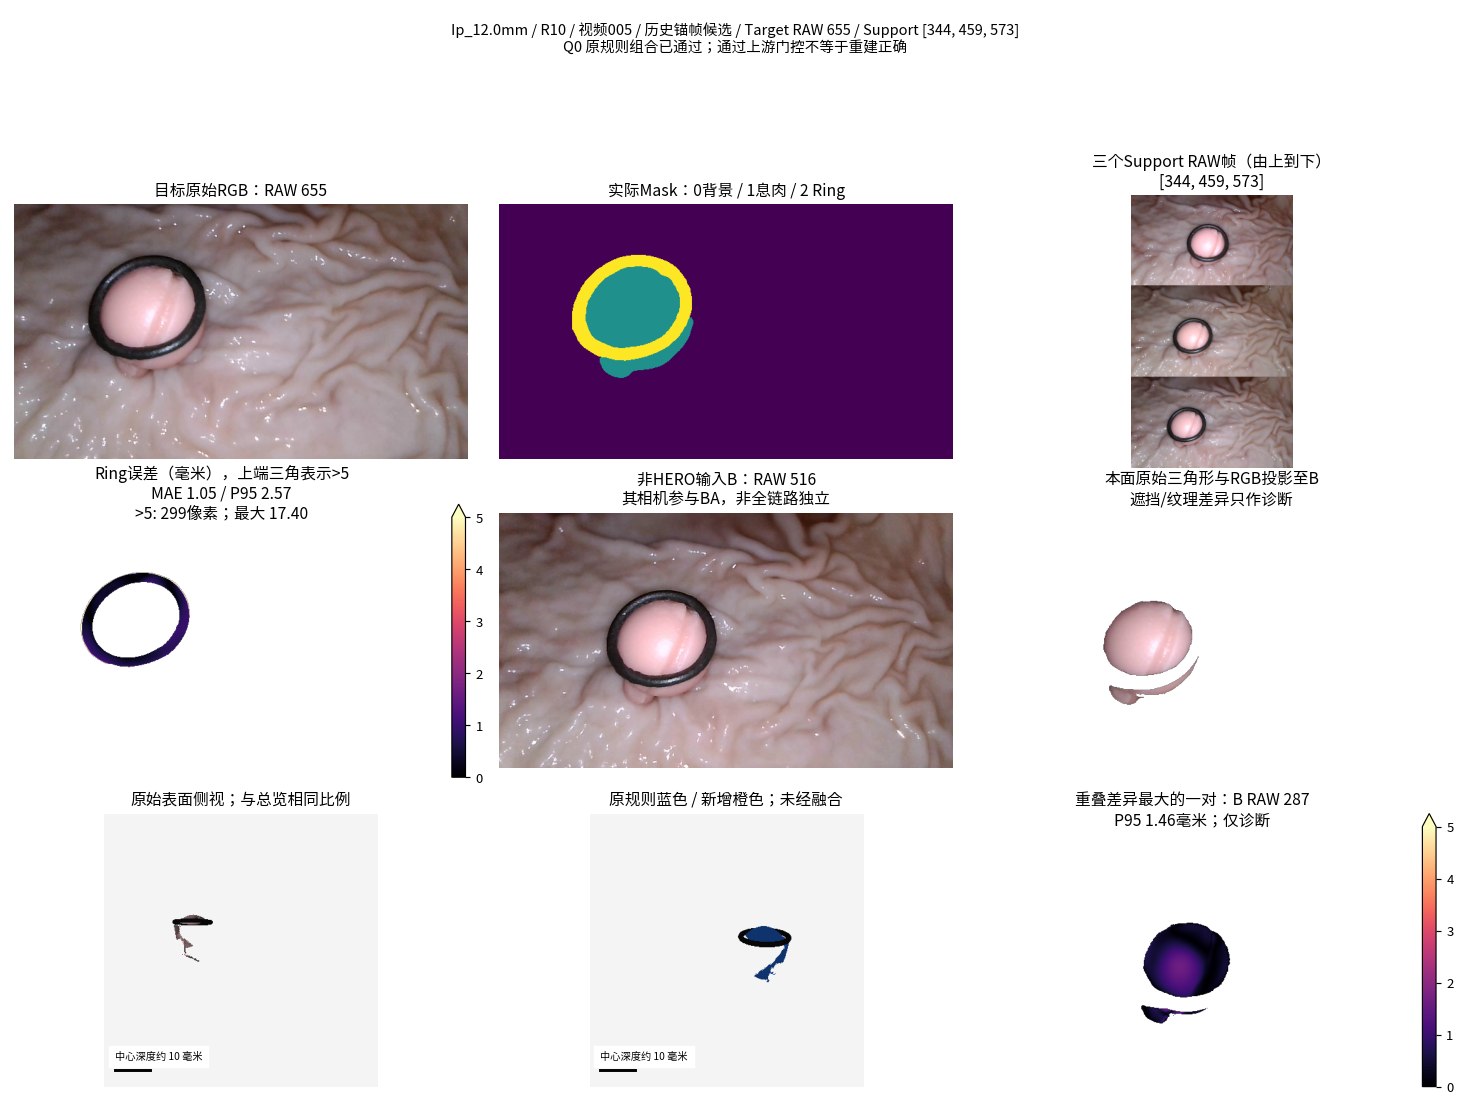 Ip_12.0mm / R10 / 视频005 / 历史锚帧候选 / Target RAW 655 / Support [344, 459, 573]
Q0 原规则组合已通过；通过上游门控不等于重建正确
目标原始RGB：RAW 655
实际Mask：0背景 / 1息肉 / 2 Ring
三个Support RAW帧（由上到下）
[344, 459, 573]
Ring误差（毫米），上端三角表示>5
MAE 1.05 / P95 2.57
>5: 299像素；最大 17.40
5
4
3
2
1
0
非HERO输入B：RAW 516
其相机参与BA，非全链路独立
本面原始三角形与RGB投影至B
遮挡/纹理差异只作诊断
原始表面侧视；与总览相同比例
中心深度约 10 毫米
原规则蓝色 / 新增橙色；未经融合
中心深度约 10 毫米
重叠差异最大的一对：B RAW 287
P95 1.46毫米；仅诊断
5
4
3
2
1
0